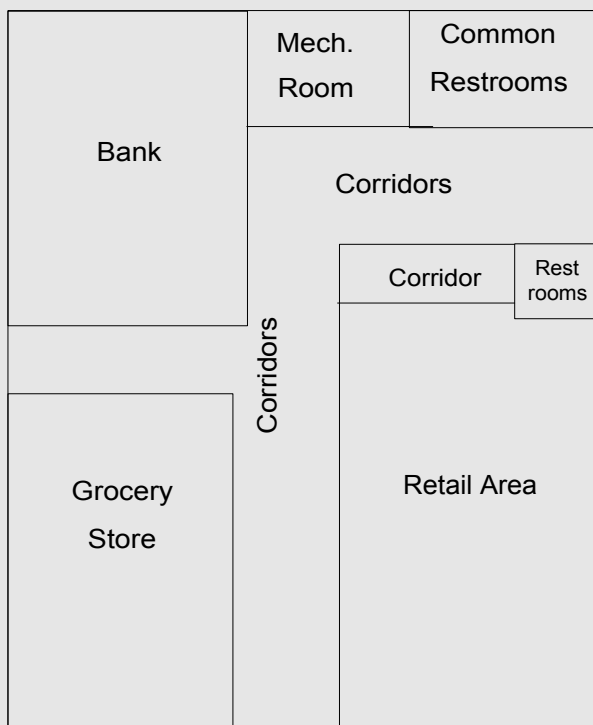 Mech.
Room
Common
Restrooms
Bank
Corridors
Corridor
Rest
rooms
Corridors
Grocery
Store
Retail Area